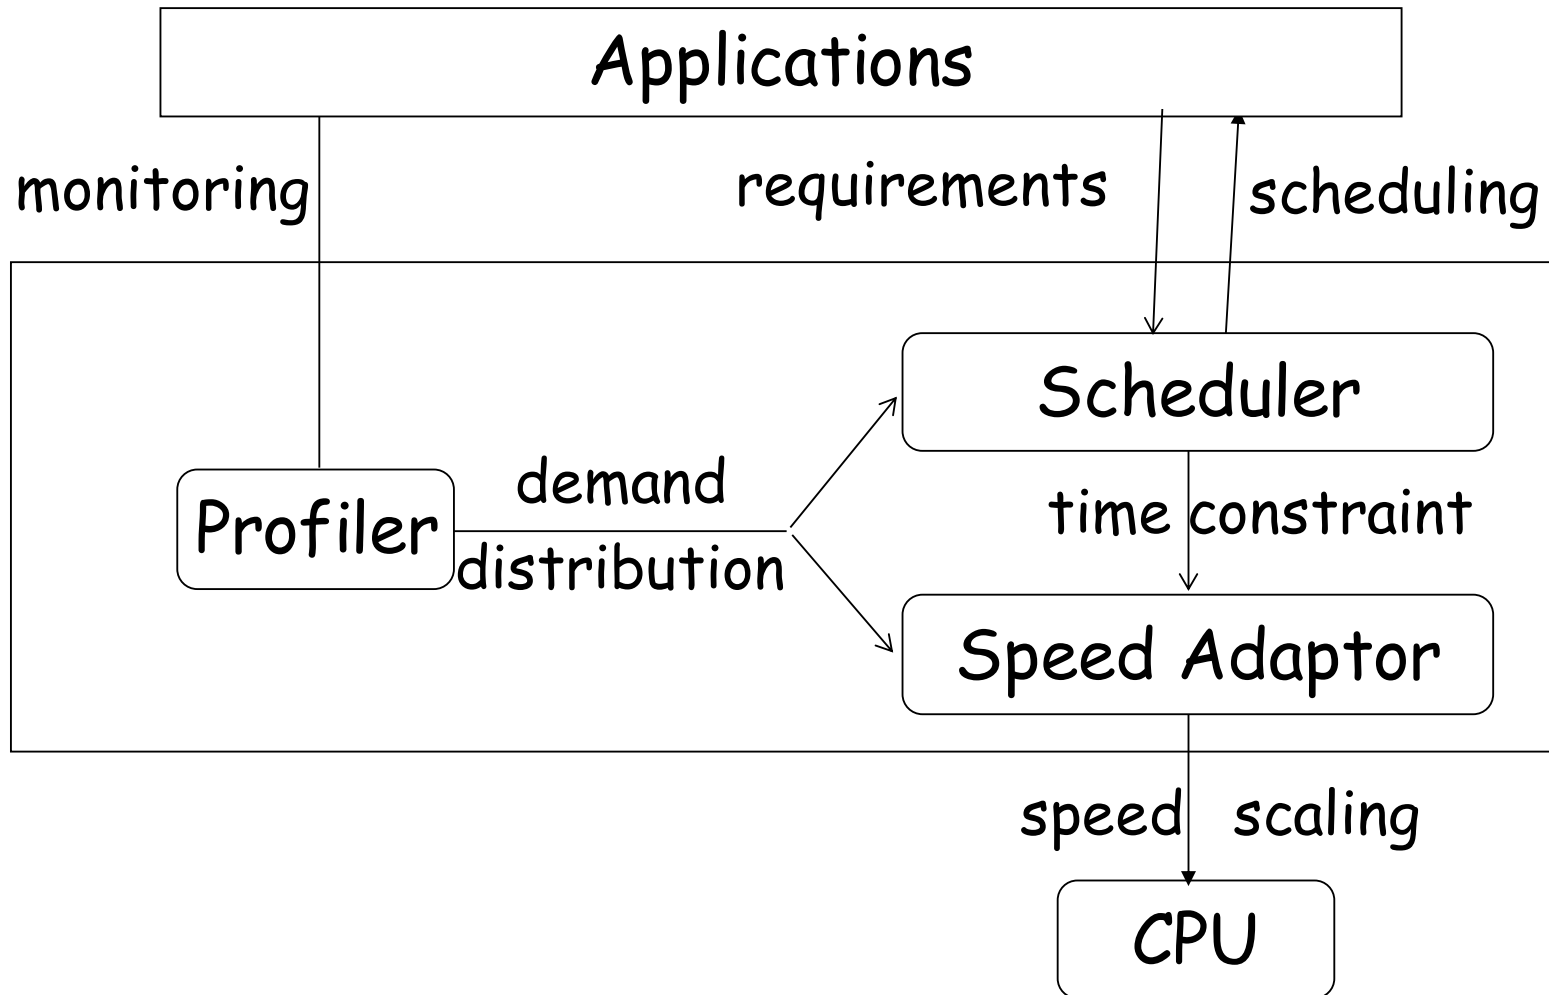 Applications
monitoring
requirements
scheduling
Scheduler
demand
distribution
Profiler
time constraint
Speed Adaptor
speed scaling
CPU